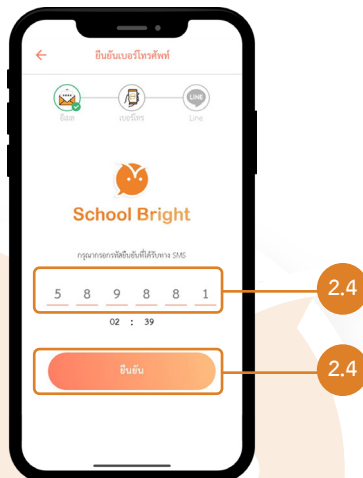 ยืนยันเบอร์โทรศัพท์
LINE
อีเมล เบอร์โทร Line
School Bright
กรุณากรอกรหัสยืนยันที่ได้รับทาง SMS
5 8 9 8 8 1
2.4
02 : 39
ยืนยัน
2.4